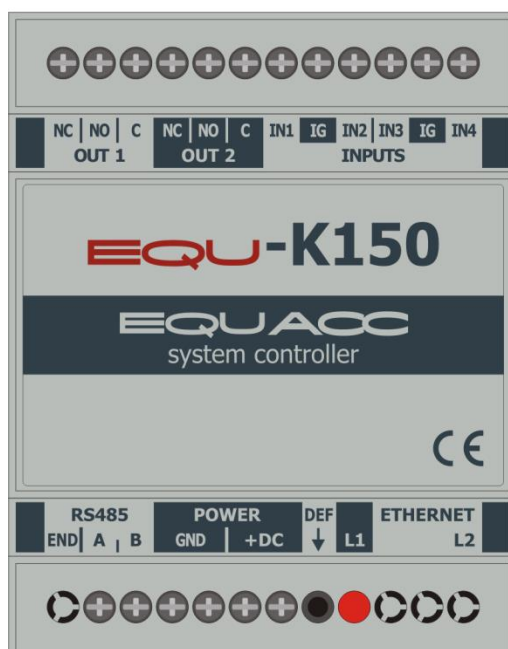 NC NO C NC NO C IN1 IG IN2 IN3 IG IN4
OUT 1 OUT 2 INPUTS
EQU-K150
EQUACC
system controller
CE
RS485 POWER DEF ETHERNET
END A B GND +DC ↓ L1 L2